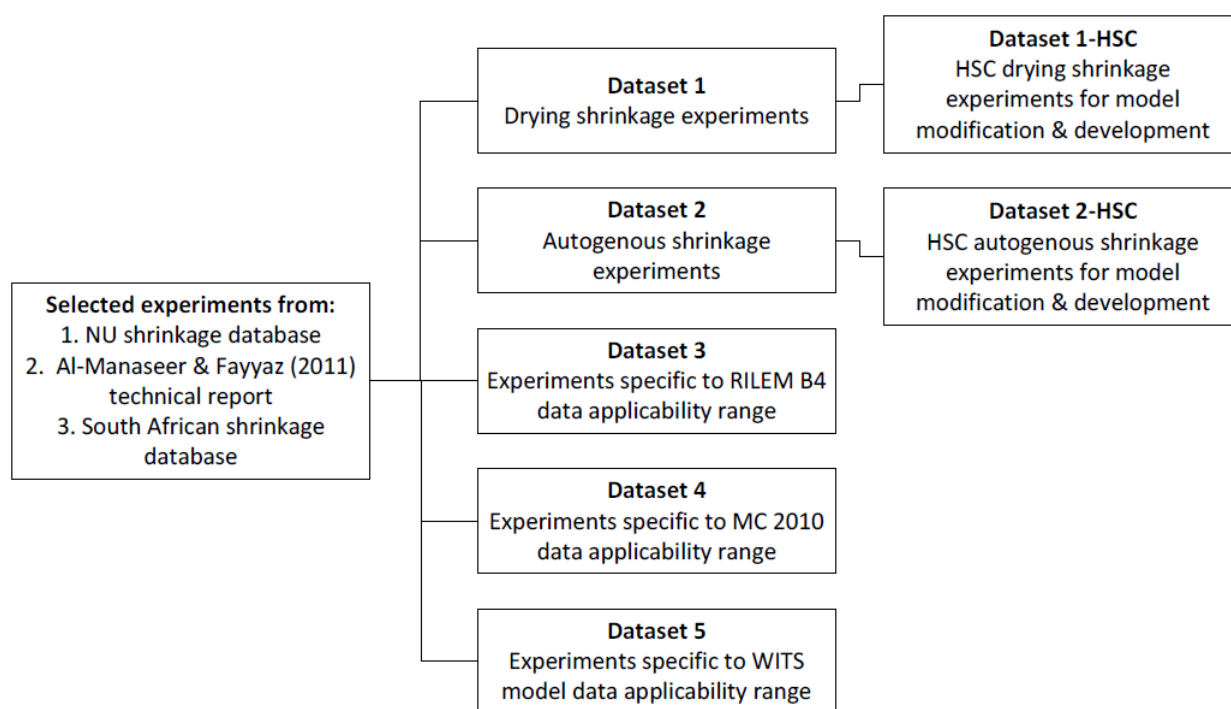 Selected experiments from:
1. NU shrinkage database
2. Al-Manaseer & Fayyaz (2011)
technical report
3. South African shrinkage
database
Dataset 1
Drying shrinkage experiments
Dataset 1-HSC
HSC drying shrinkage
experiments for model
modification & development
Dataset 2
Autogenous shrinkage
experiments
Dataset 2-HSC
HSC autogenous shrinkage
experiments for model
modification & development
Dataset 3
Experiments specific to RILEM B4
data applicability range
Dataset 4
Experiments specific to MC 2010
data applicability range
Dataset 5
Experiments specific to WITS
model data applicability range